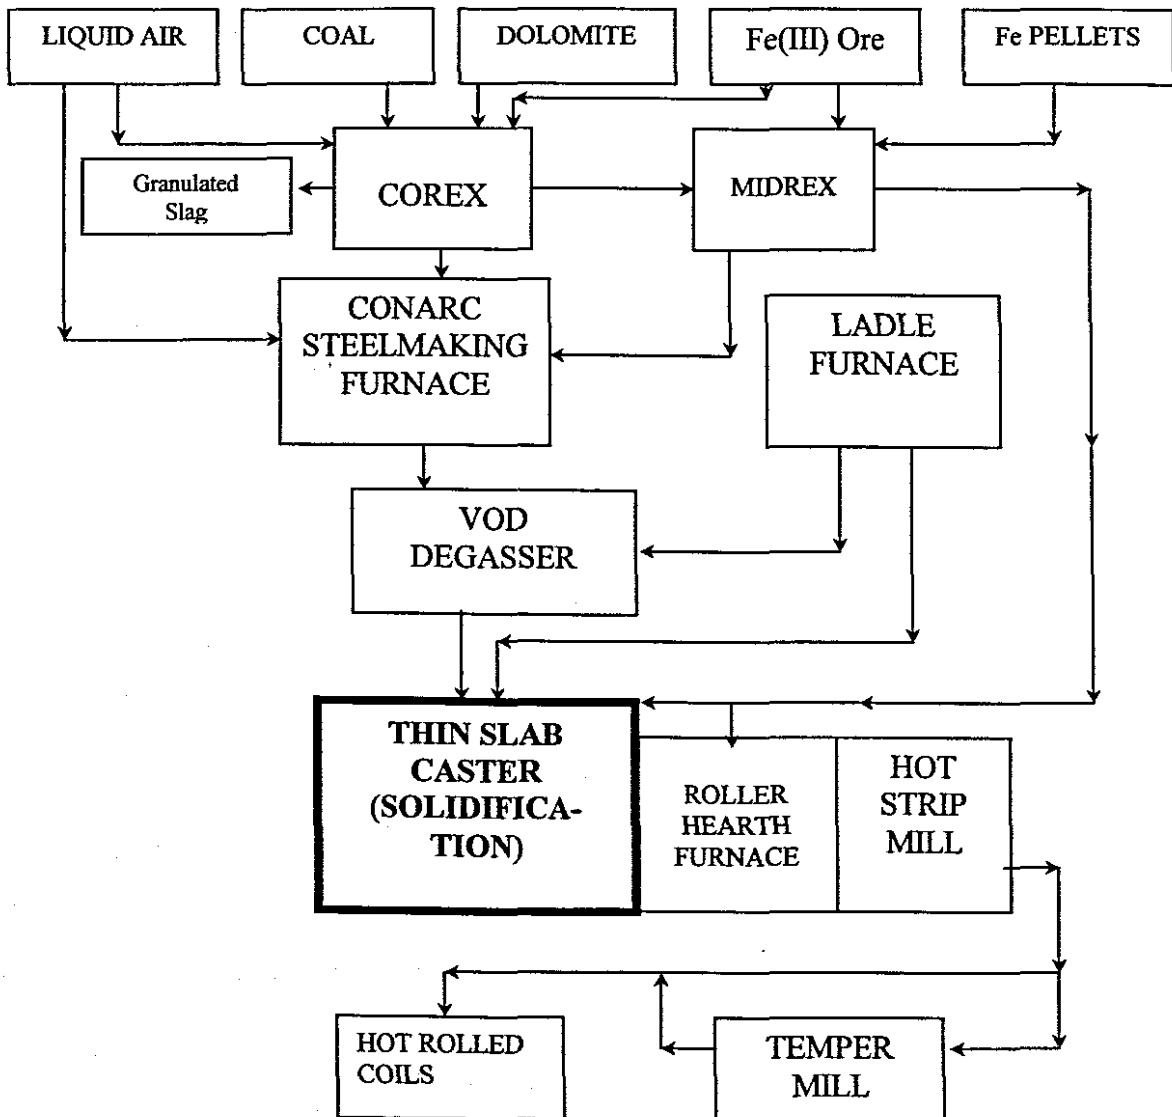 LIQUID AIR
COAL
DOLOMITE
Fe(III) Ore
Fe PELLETS
Granulated
Slag
COREX
MIDREX
CONARC
STEELMAKING
FURNACE
LADLE
FURNACE
VOD
DEGASSER
THIN SLAB
CASTER
(SOLIDIFICA-
TION)
ROLLER
HEARTH
FURNACE
HOT
STRIP
MILL
HOT ROLLED
COILS
TEMPER
MILL